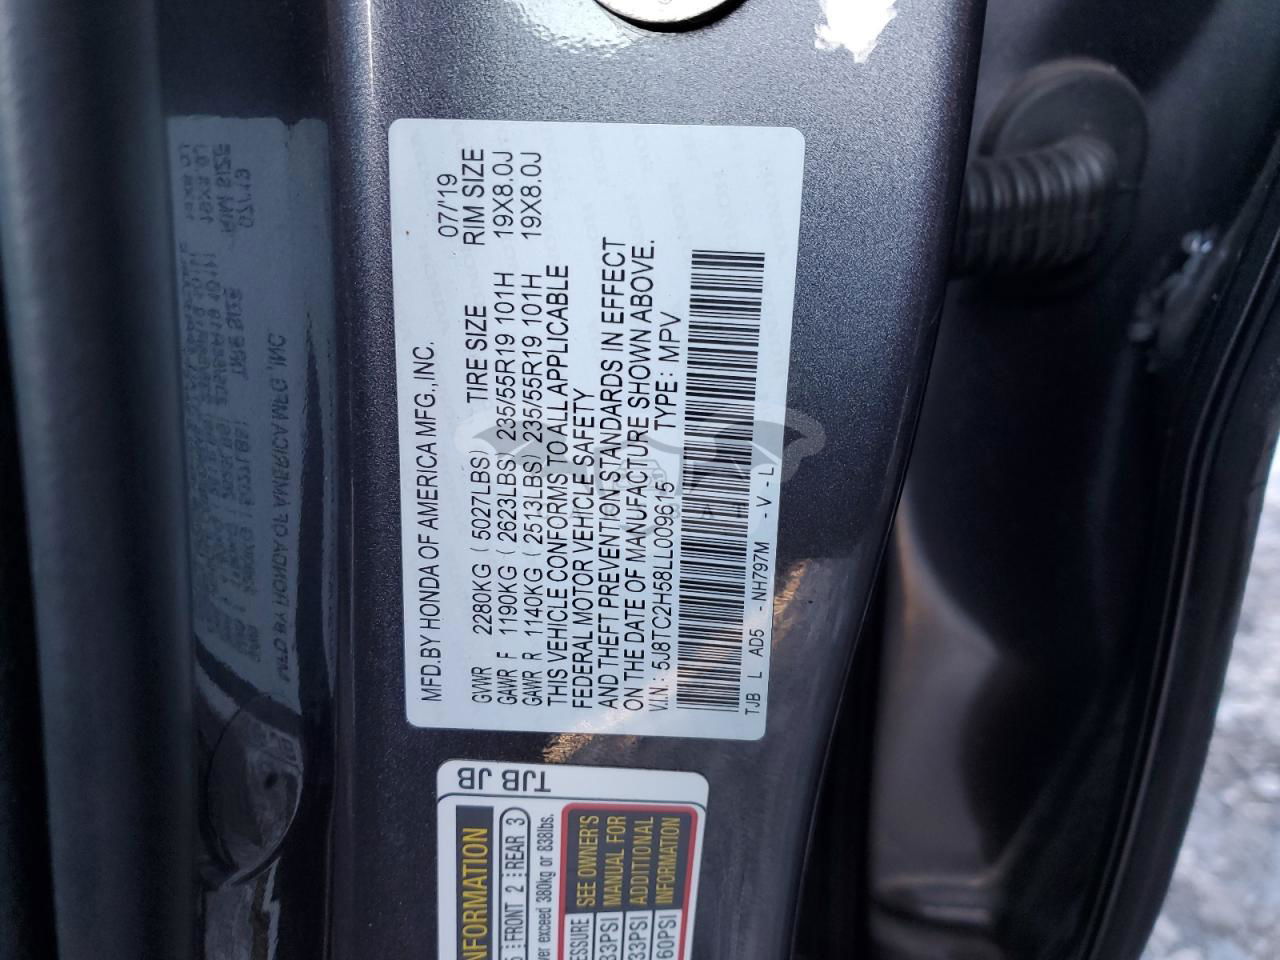 MFD.BY HONDA OF AMERICA MFG.,INC. 07/'19
GVWR 2280KG ( 5027LBS) TIRE SIZE RIM SIZE
GAWR F 1190KG ( 2623LBS) 235/55R19 101H 19X8.0J
GAWR R 1140KG ( 2513LBS) 235/55R19 101H 19X8.0J
THIS VEHICLE CONFORMS TO ALL APPLICABLE
FEDERAL MOTOR VEHICLE SAFETY
AND THEFT PREVENTION STANDARDS IN EFFECT
ON THE DATE OF MANUFACTURE SHOWN ABOVE.
V.I.N. 5J8TC2H58LL009615 TYPE: MPV
TJB L AD5 - NH797M - V - L
TJB
JB
FRONT 2 REAR 3
exceed 380kg or 838lbs.
SEE OWNER'S
MANUAL FOR
ADDITIONAL
INFORMATION
33PSI
33PSI
60PSI